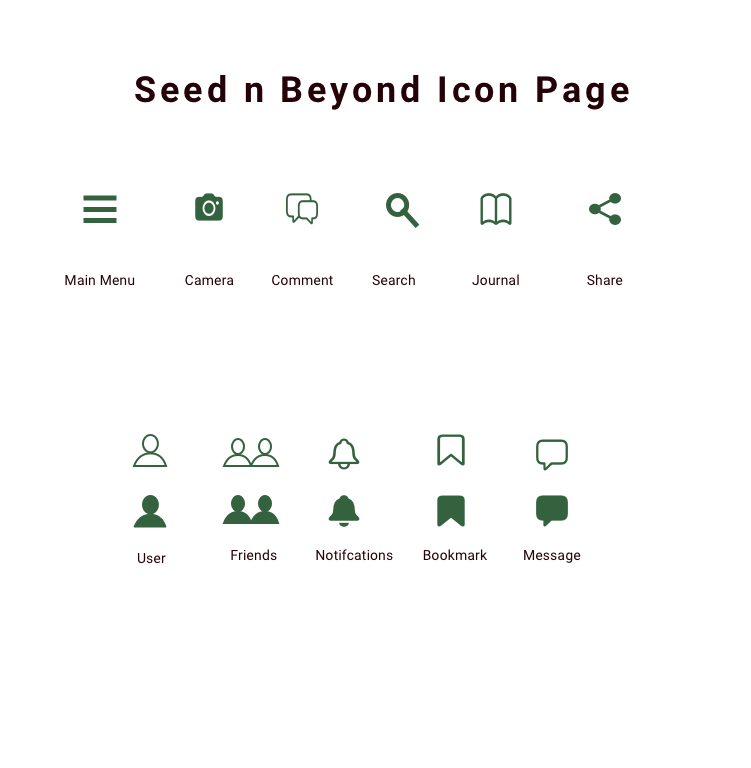 Seed n Beyond Icon Page
Main Menu Camera Comment Search Journal Share
User Friends Notifcations Bookmark Message